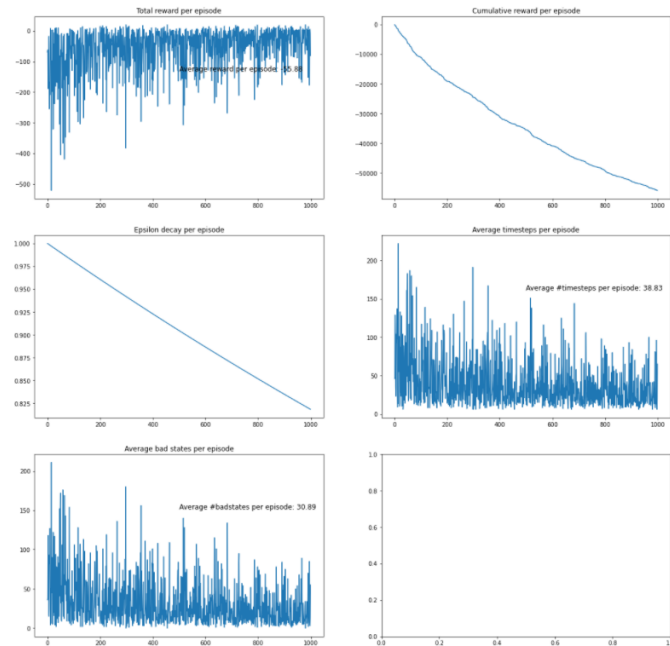 Total reward per episode
0
−100
−200
−300
−400
−500
Average reward per episode: -55.88
0 200 400 600 800 1000
Cumulative reward per episode
0
−10000
−20000
−30000
−40000
−50000
0 200 400 600 800 1000
Epsilon decay per episode
1.000
0.975
0.950
0.925
0.900
0.875
0.850
0.825
0 200 400 600 800 1000
Average timesteps per episode
200
150
100
50
0
Average #timesteps per episode: 38.83
0 200 400 600 800 1000
Average bad states per episode
200
150
100
50
0
Average #badstates per episode: 30.89
0 200 400 600 800 1000
1.0
0.8
0.6
0.4
0.2
0.0
0.0 0.2 0.4 0.6 0.8 1.0